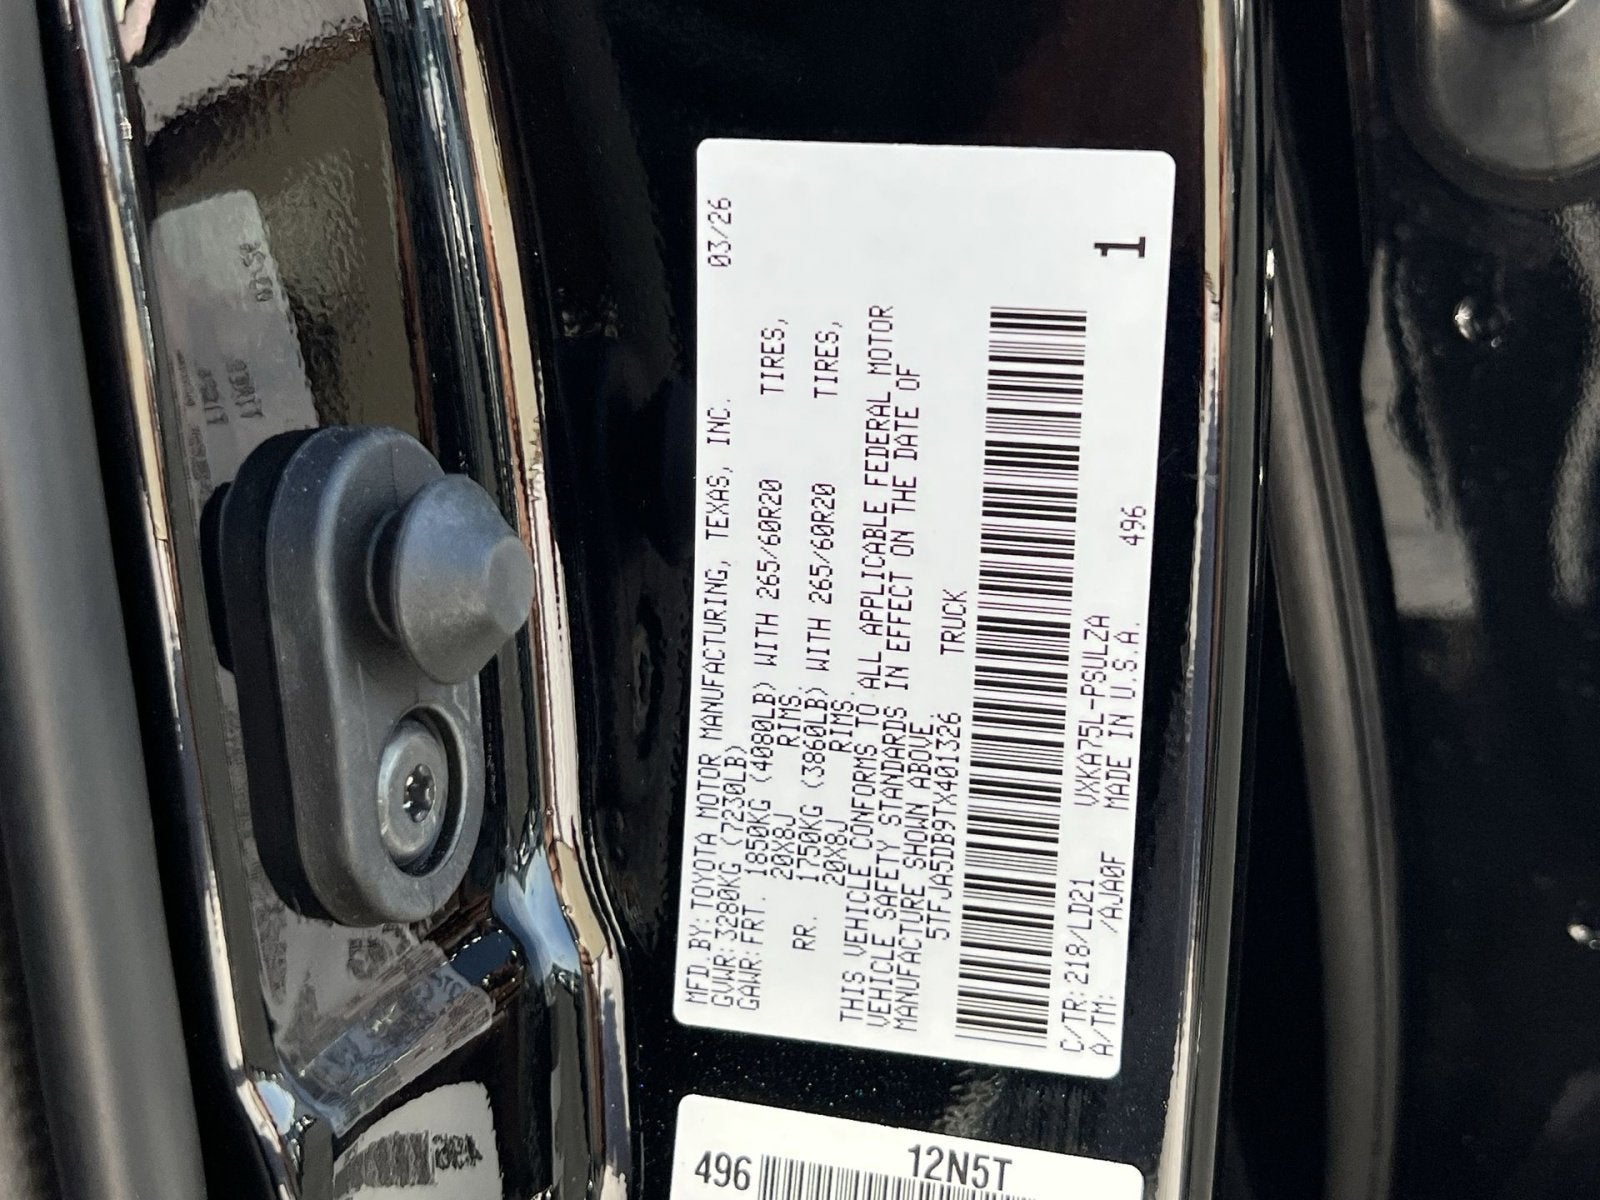 MFD.BY:TOYOTA MOTOR MANUFACTURING, TEXAS, INC. 03/26
GVWR:3280KG (7230LB)
GAWR:FRT. 1850KG (4080LB) WITH 265/60R20 TIRES,
20X8J RIMS
RR. 1750KG (3860LB) WITH 265/60R20 TIRES,
20X8J RIMS.
THIS VEHICLE CONFORMS TO ALL APPLICABLE FEDERAL MOTOR
VEHICLE SAFETY STANDARDS IN EFFECT ON THE DATE OF
MANUFACTURE SHOWN ABOVE.
5TFJA5DB9TX401326 TRUCK
C/TR:218/LD21 VXKA75L-PSULZA
A/TM: /AJA0F MADE IN U.S.A. 496
1
496 12N5T